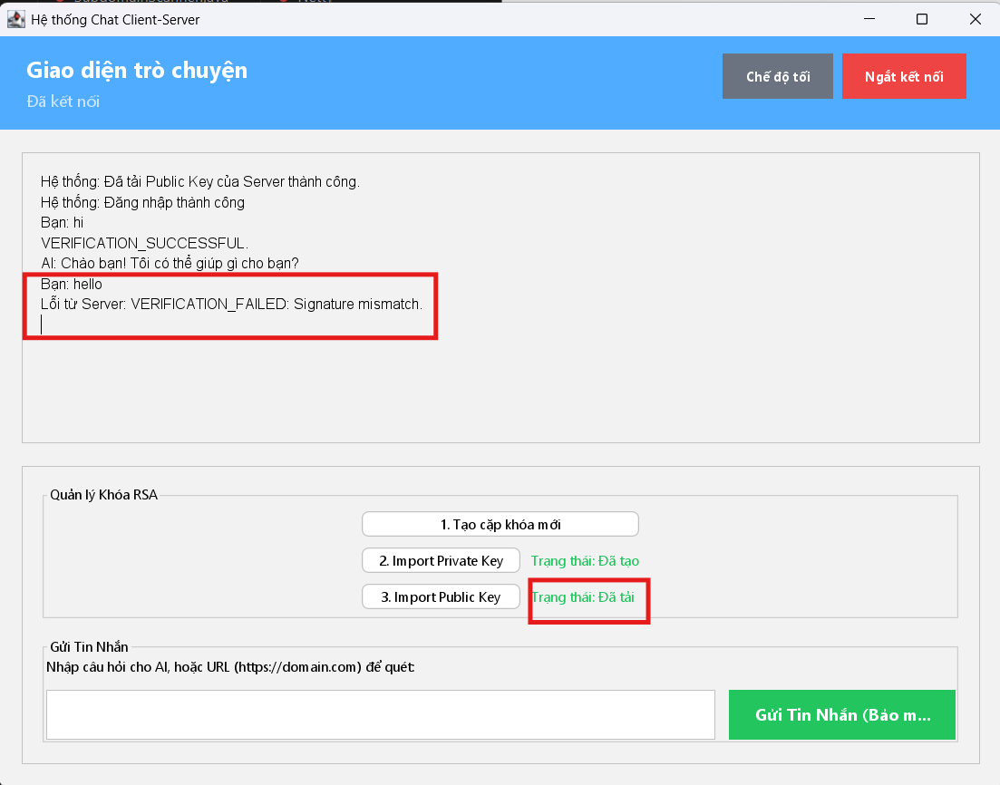 Hệ thống Chat Client-Server
Giao diện trò chuyện
Đã kết nối
Chế độ tối
Ngắt kết nối
Hệ thống: Đã tải Public Key của Server thành công.
Hệ thống: Đăng nhập thành công
Bạn: hi
VERIFICATION_SUCCESSFUL.
AI: Chào bạn! Tôi có thể giúp gì cho bạn?
Bạn: hello
Lỗi từ Server: VERIFICATION_FAILED: Signature mismatch.
Quản lý Khóa RSA
1. Tạo cặp khóa mới
2. Import Private Key
Trạng thái: Đã tạo
3. Import Public Key
Trạng thái: Đã tải
Gửi Tin Nhắn
Nhập câu hỏi cho AI, hoặc URL (https://domain.com) để quét:
Gửi Tin Nhắn (Bảo m...